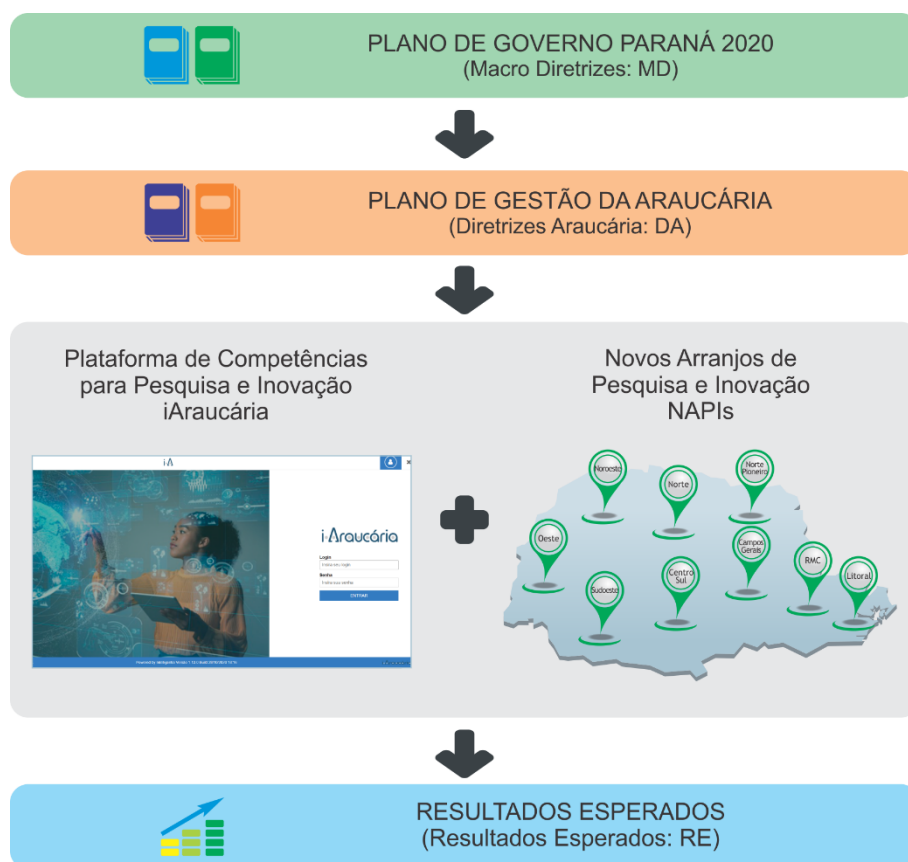 PLANO DE GOVERNO PARANÁ 2020
(Macro Diretrizes: MD)
PLANO DE GESTÃO DA ARAUCÁRIA
(Diretrizes Araucária: DA)
Plataforma de Competências
para Pesquisa e Inovação
iAraucária
Novos Arranjos de
Pesquisa e Inovação
NAPIs
i·Araucária
Login
Senha
ENTRAR
Noroeste
Norte
Norte
Pioneiro
Oeste
Sudoeste
Centro
Sul
Campos
Gerais
RMC
Litoral
RESULTADOS ESPERADOS
(Resultados Esperados: RE)